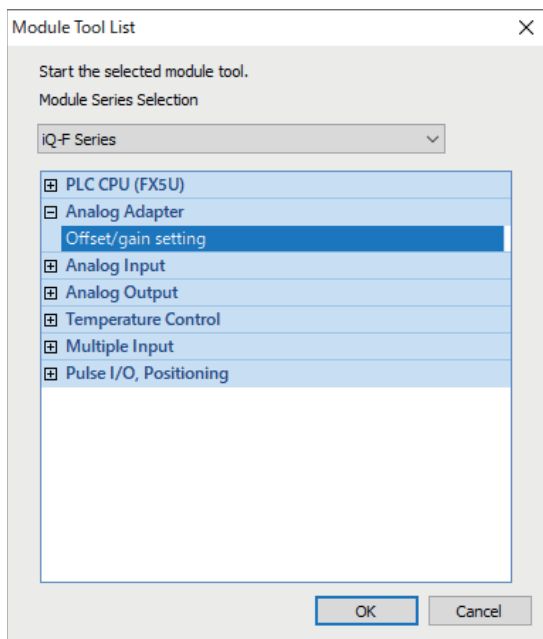 Module Tool List
Start the selected module tool.
Module Series Selection
iQ-F Series
PLC CPU (FX5U)
Analog Adapter
Offset/gain setting
Analog Input
Analog Output
Temperature Control
Multiple Input
Pulse I/O, Positioning
OK Cancel